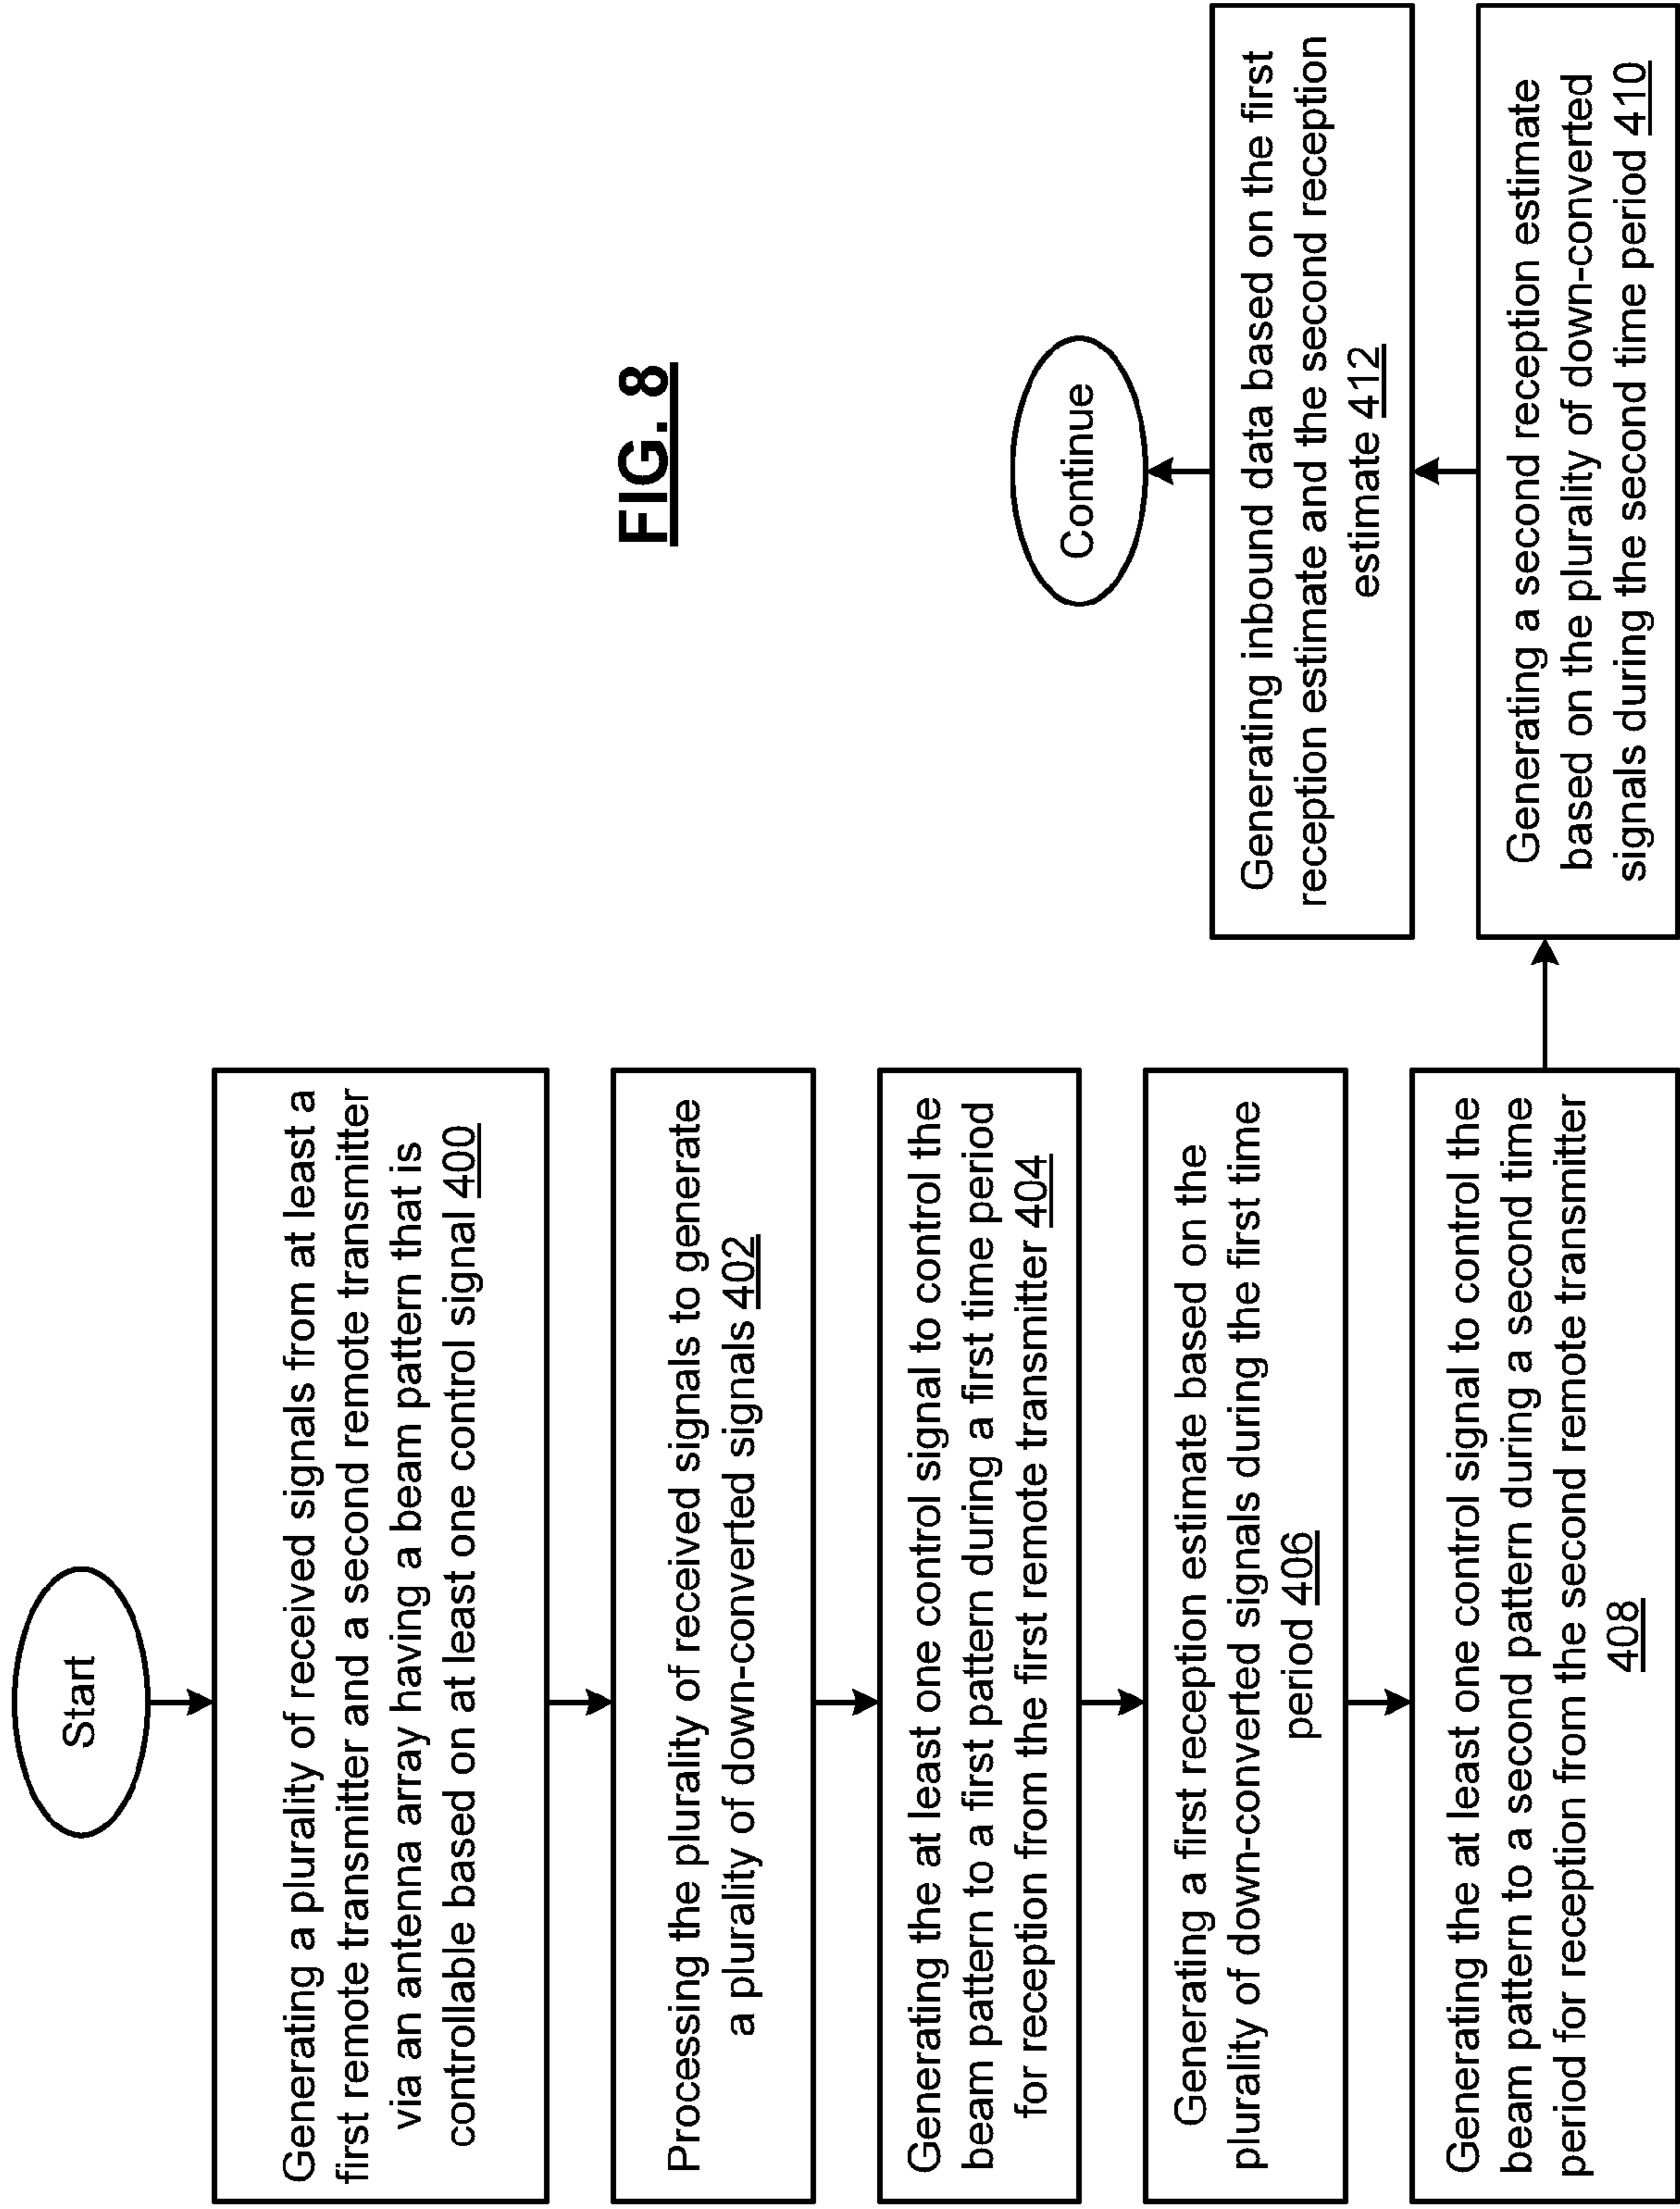 Start
Generating a plurality of received signals from at least a
first remote transmitter and a second remote transmitter
via an antenna array having a beam pattern that is
controllable based on at least one control signal 400
Processing the plurality of received signals to generate
a plurality of down-converted signals 402
Generating the at least one control signal to control the
beam pattern to a first pattern during a first time period
for reception from the first remote transmitter 404
Generating a first reception estimate based on the
plurality of down-converted signals during the first time
period 406
Generating the at least one control signal to control the
beam pattern to a second pattern during a second time
period for reception from the second remote transmitter
408
Generating a second reception estimate
based on the plurality of down-converted
signals during the second time period 410
Generating inbound data based on the first
reception estimate and the second reception
estimate 412
Continue
FIG. 8